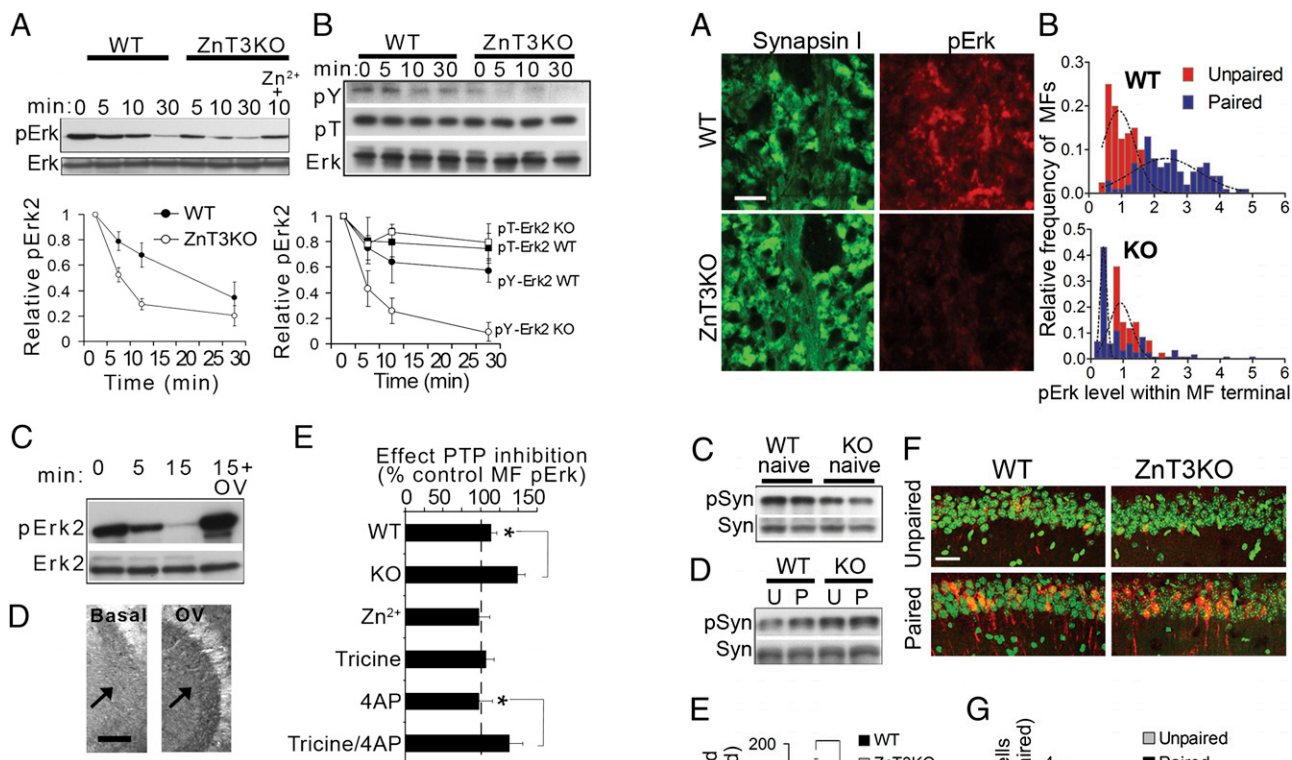 A
WT
ZnT3KO
Zn2+
+
min:0 5 10 30 5 10 30 10
pErk
Erk
Relative pErk2
1
0.8
0.6
0.4
0.2
0
WT
ZnT3KO
0 5 10 15 20 25 30
Time (min)
B
WT
ZnT3KO
min:0 5 10 30 0 5 10 30
pY
pT
Erk
Relative pErk2
1
0.8
0.6
0.4
0.2
0
pT-Erk2 KO
pT-Erk2 WT
pY-Erk2 WT
pY-Erk2 KO
0 5 10 15 20 25 30
Time (min)
C
min: 0 5 15 15+
OV
pErk2
Erk2
D
Basal
OV
E
Effect PTP inhibition
(% control MF pErk)
0 50 100 150
WT
*
KO
Zn2+
Tricine
4AP
*
Tricine/4AP
A
Synapsin I
pErk
WT
ZnT3KO
B
Relative frequency of MFs
0.3
0.2
0.1
0.0
WT
Unpaired
Paired
0 1 2 3 4 5 6
0.5
0.4
0.3
0.2
0.1
0.0
KO
0 1 2 3 4 5 6
pErk level within MF terminal
C
WT
naive
KO
naive
pSyn
Syn
D
WT
KO
U P U P
pSyn
Syn
F
WT
ZnT3KO
Unpaired
Paired
E
200
WT
G
Unpaired